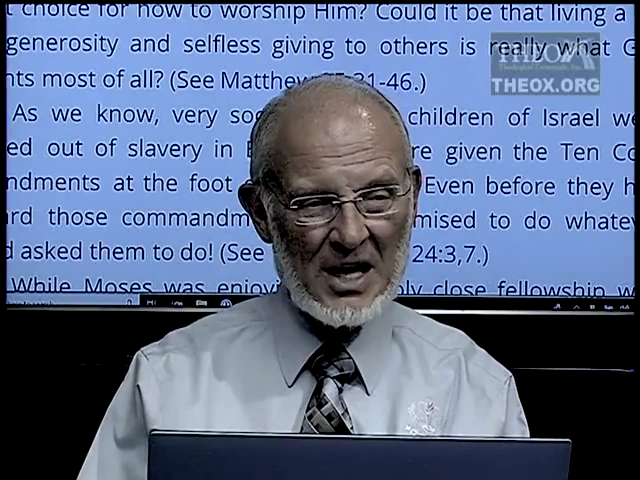 t choice for how to worship Him? Could it be that living a
generosity and selfless giving to others is really what G
nts most of all? (See Matthew 25:31-46.)
THEOX
THEOX.ORG
As we know, very soo children of Israel we
ed out of slavery in re given the Ten Co
ndments at the foot Even before they h
ard those commandm mised to do whatev
d asked them to do! (See 24:3,7.)
While Moses was enjoyi ly close fellowship w